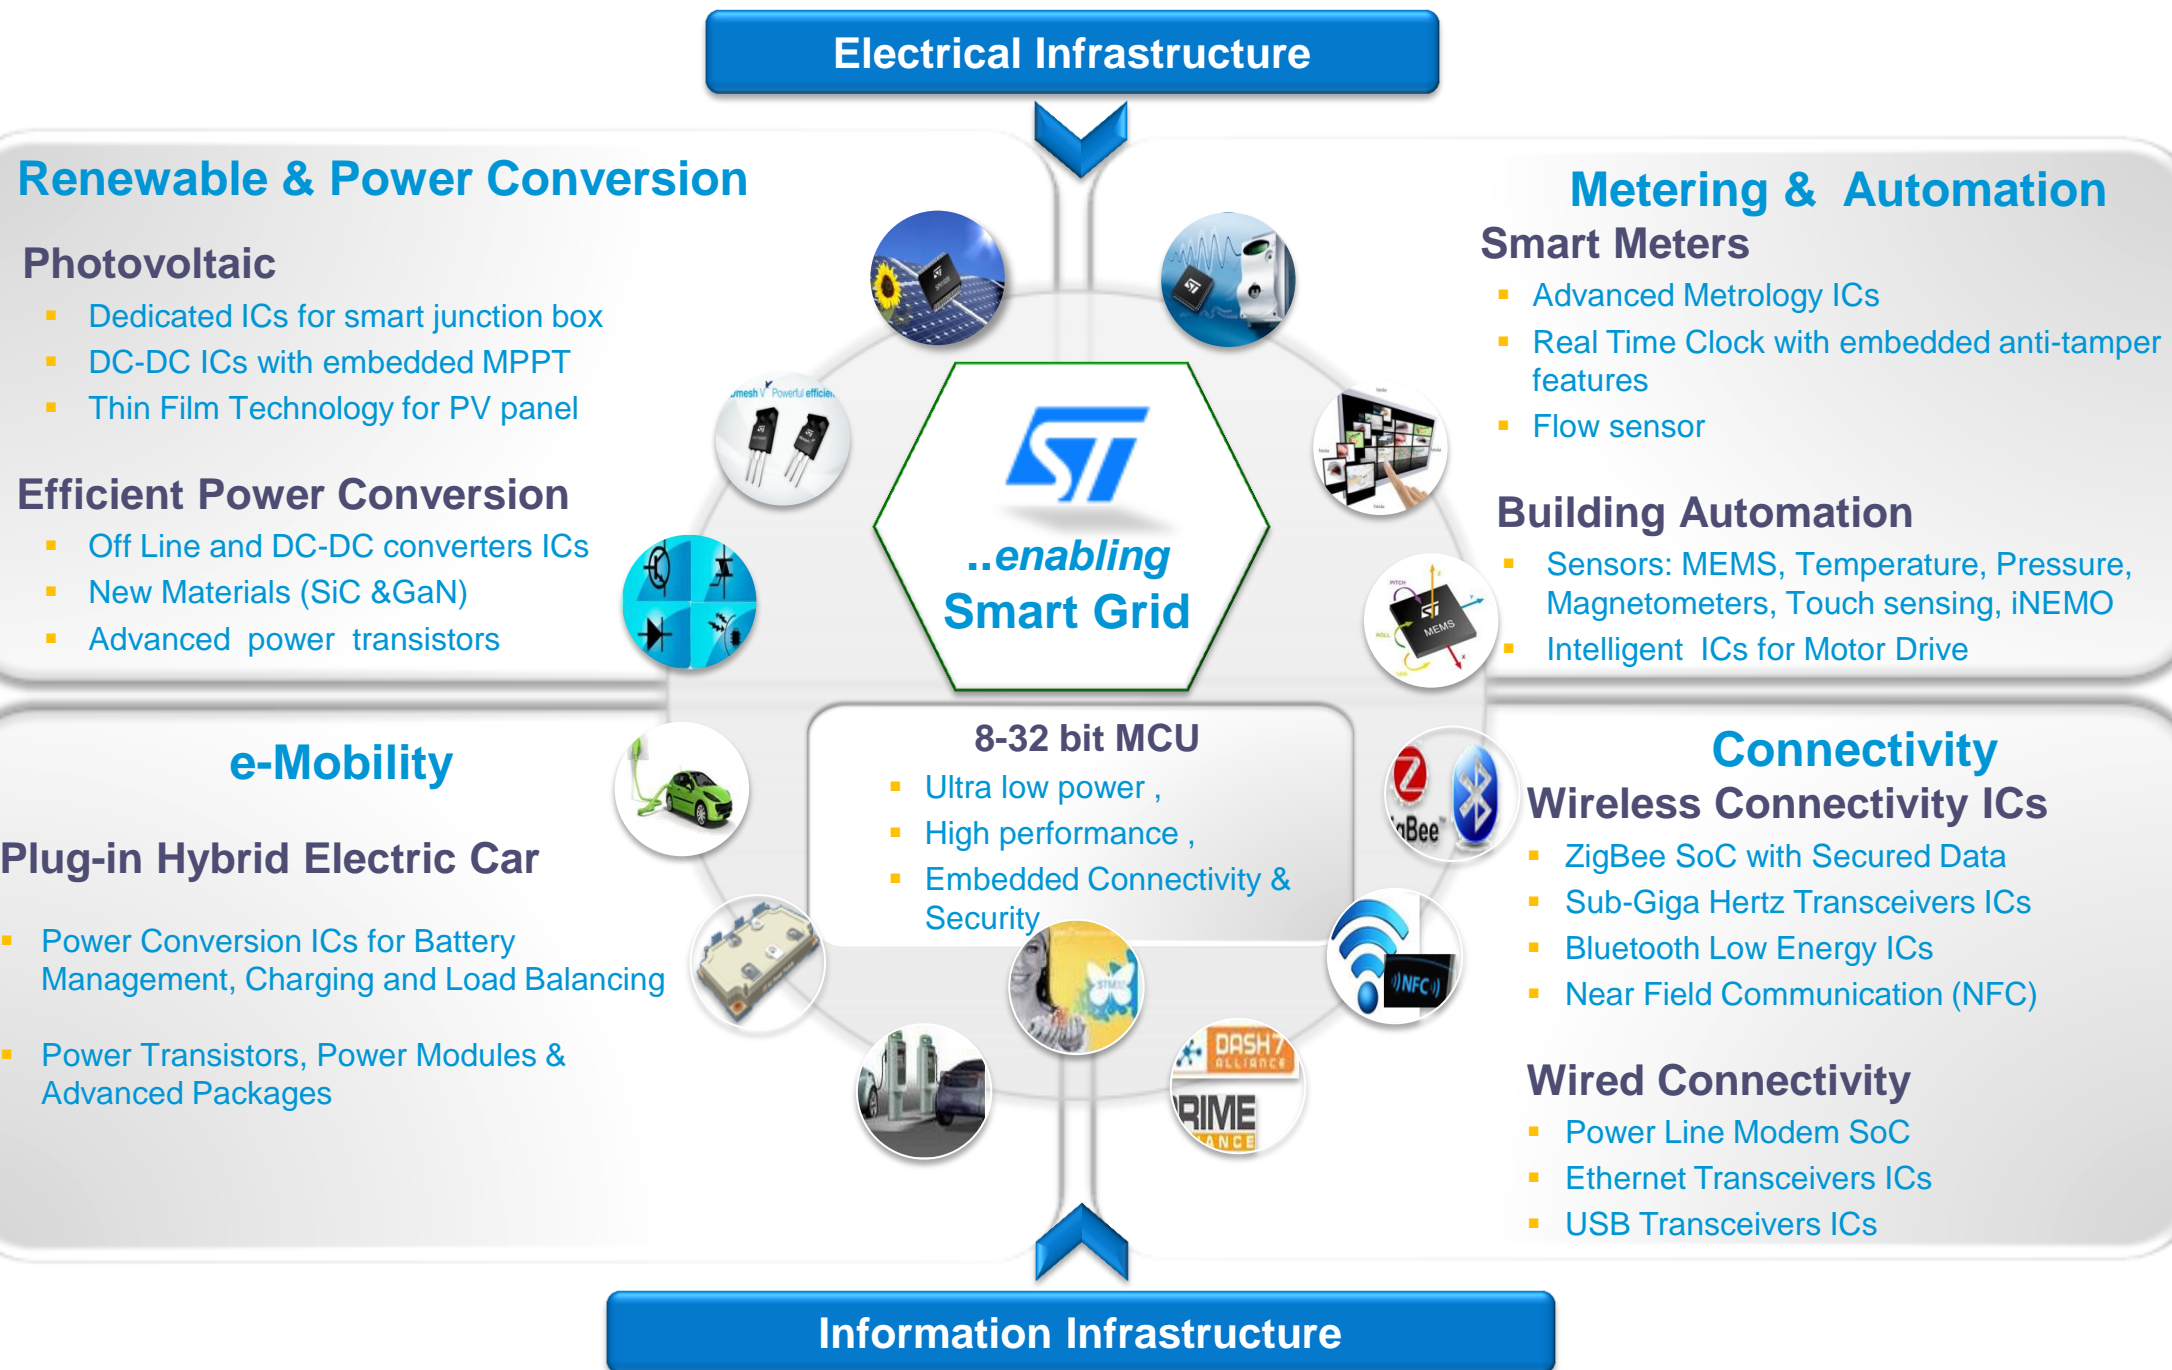 Electrical Infrastructure
Renewable & Power Conversion
Photovoltaic
Dedicated ICs for smart junction box
DC-DC ICs with embedded MPPT
Thin Film Technology for PV panel
Efficient Power Conversion
Off Line and DC-DC converters ICs
New Materials (SiC &GaN)
Advanced power transistors
Metering & Automation
Smart Meters
Advanced Metrology ICs
Real Time Clock with embedded anti-tamper
features
Flow sensor
Building Automation
Sensors: MEMS, Temperature, Pressure,
Magnetometers, Touch sensing, iNEMO
Intelligent ICs for Motor Drive
Powerful
ST
..enabling
Smart Grid
PITCH
ROLL
ST
MEMS
8-32 bit MCU
Ultra low power ,
High performance ,
Embedded Connectivity &
Security
STM32
e-Mobility
Plug-in Hybrid Electric Car
Power Conversion ICs for Battery
Management, Charging and Load Balancing
Power Transistors, Power Modules &
Advanced Packages
Connectivity
Wireless Connectivity ICs
ZigBee SoC with Secured Data
Sub-Giga Hertz Transceivers ICs
Bluetooth Low Energy ICs
Near Field Communication (NFC)
Wired Connectivity
Power Line Modem SoC
Ethernet Transceivers ICs
USB Transceivers ICs
NFC
DASH7
ALLIANCE
Information Infrastructure